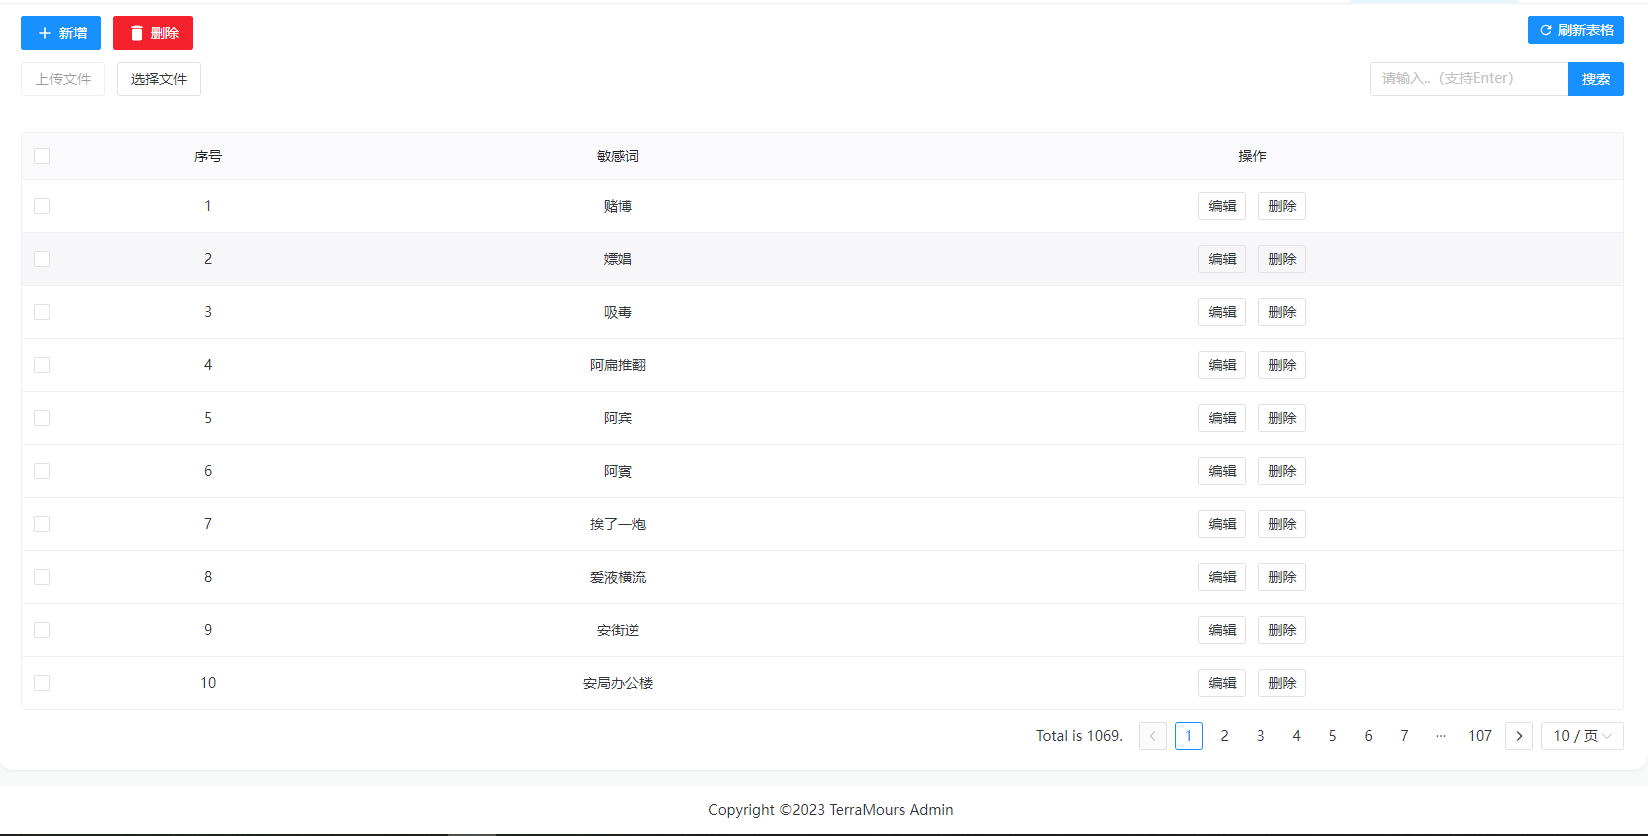 新增 删除 刷新表格
上传文件 选择文件 请输入..（支持Enter） 搜索
序号 敏感词 操作
1 赌博 编辑 删除
2 嫖娼 编辑 删除
3 吸毒 编辑 删除
4 阿扁推翻 编辑 删除
5 阿宾 编辑 删除
6 阿賓 编辑 删除
7 挨了一炮 编辑 删除
8 爱液横流 编辑 删除
9 安街逆 编辑 删除
10 安局办公楼 编辑 删除
Total is 1069. 1 2 3 4 5 6 7 ... 107 10 / 页
Copyright ©2023 TerraMours Admin